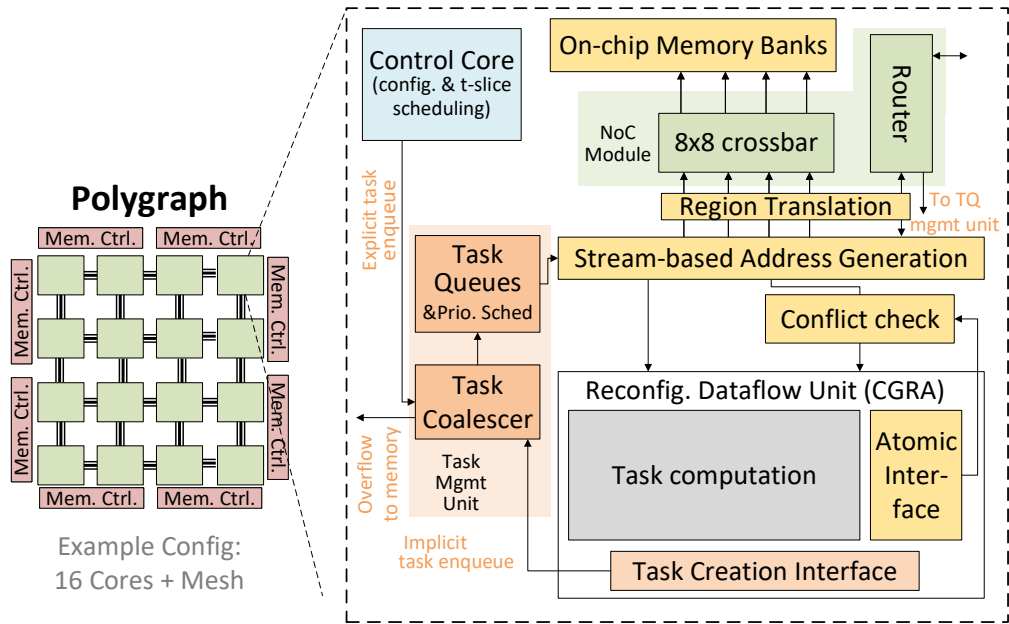 Polygraph
Mem. Ctrl.
Mem. Ctrl.
Mem. Ctrl.
Mem. Ctrl.
Mem. Ctrl.
Mem. Ctrl.
Mem. Ctrl.
Mem. Ctrl.
Example Config:
16 Cores + Mesh
Control Core
(config. & t-slice
scheduling)
On-chip Memory Banks
Router
NoC
Module
8x8 crossbar
To TQ
mgmt unit
Region Translation
Explicit task
enqueue
Task
Queues
&Prio. Sched
Stream-based Address Generation
Conflict check
Task
Coalescer
Overflow
to memory
Task
Mgmt
Unit
Implicit
task enqueue
Reconfig. Dataflow Unit (CGRA)
Task computation
Atomic
Inter-
face
Task Creation Interface